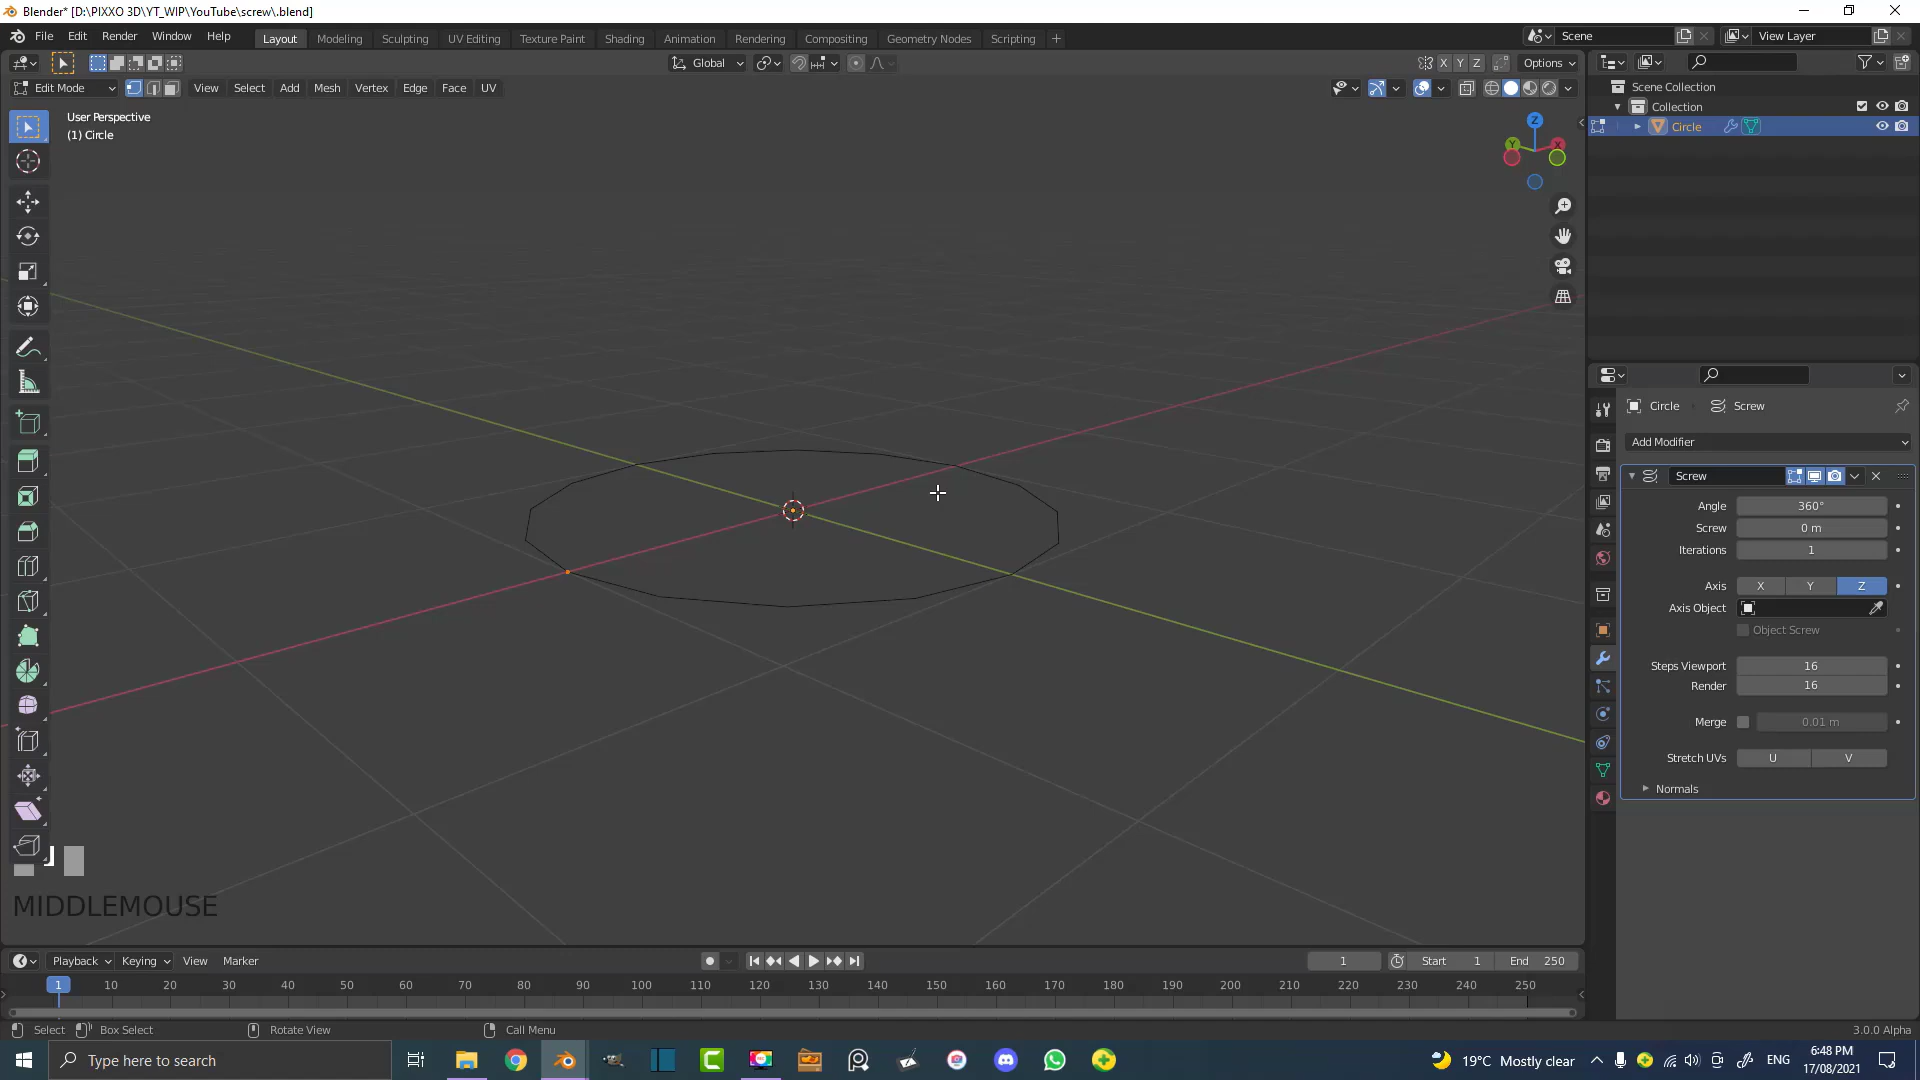 Blender* [D:\PIXXO 3D\YT_WIP\YouTube\screw\.blend]
File Edit Render Window Help
Layout Modeling Sculpting UV Editing Texture Paint Shading Animation Rendering Compositing Geometry Nodes Scripting +
Scene
View Layer
Global
X Y Z
Options
Edit Mode
View Select Add Mesh Vertex Edge Face UV
User Perspective
(1) Circle
Z
Y
X
Scene Collection
Collection
Circle
Circle Screw
Add Modifier
Screw
Angle 360°
Screw 0 m
Iterations 1
Axis X Y Z
Axis Object
Object Screw
Steps Viewport 16
Render 16
Merge 0.01 m
Stretch UVs U V
Normals
MIDDLEMOUSE
Playback Keying View Marker
1
Start 1
End 250
1 10 20 30 40 50 60 70 80 90 100 110 120 130 140 150 160 170 180 190 200 210 220 230 240 250
Select Box Select Rotate View Call Menu
3.0.0 Alpha
Type here to search
19°C Mostly clear
ENG
6:48 PM
17/08/2021